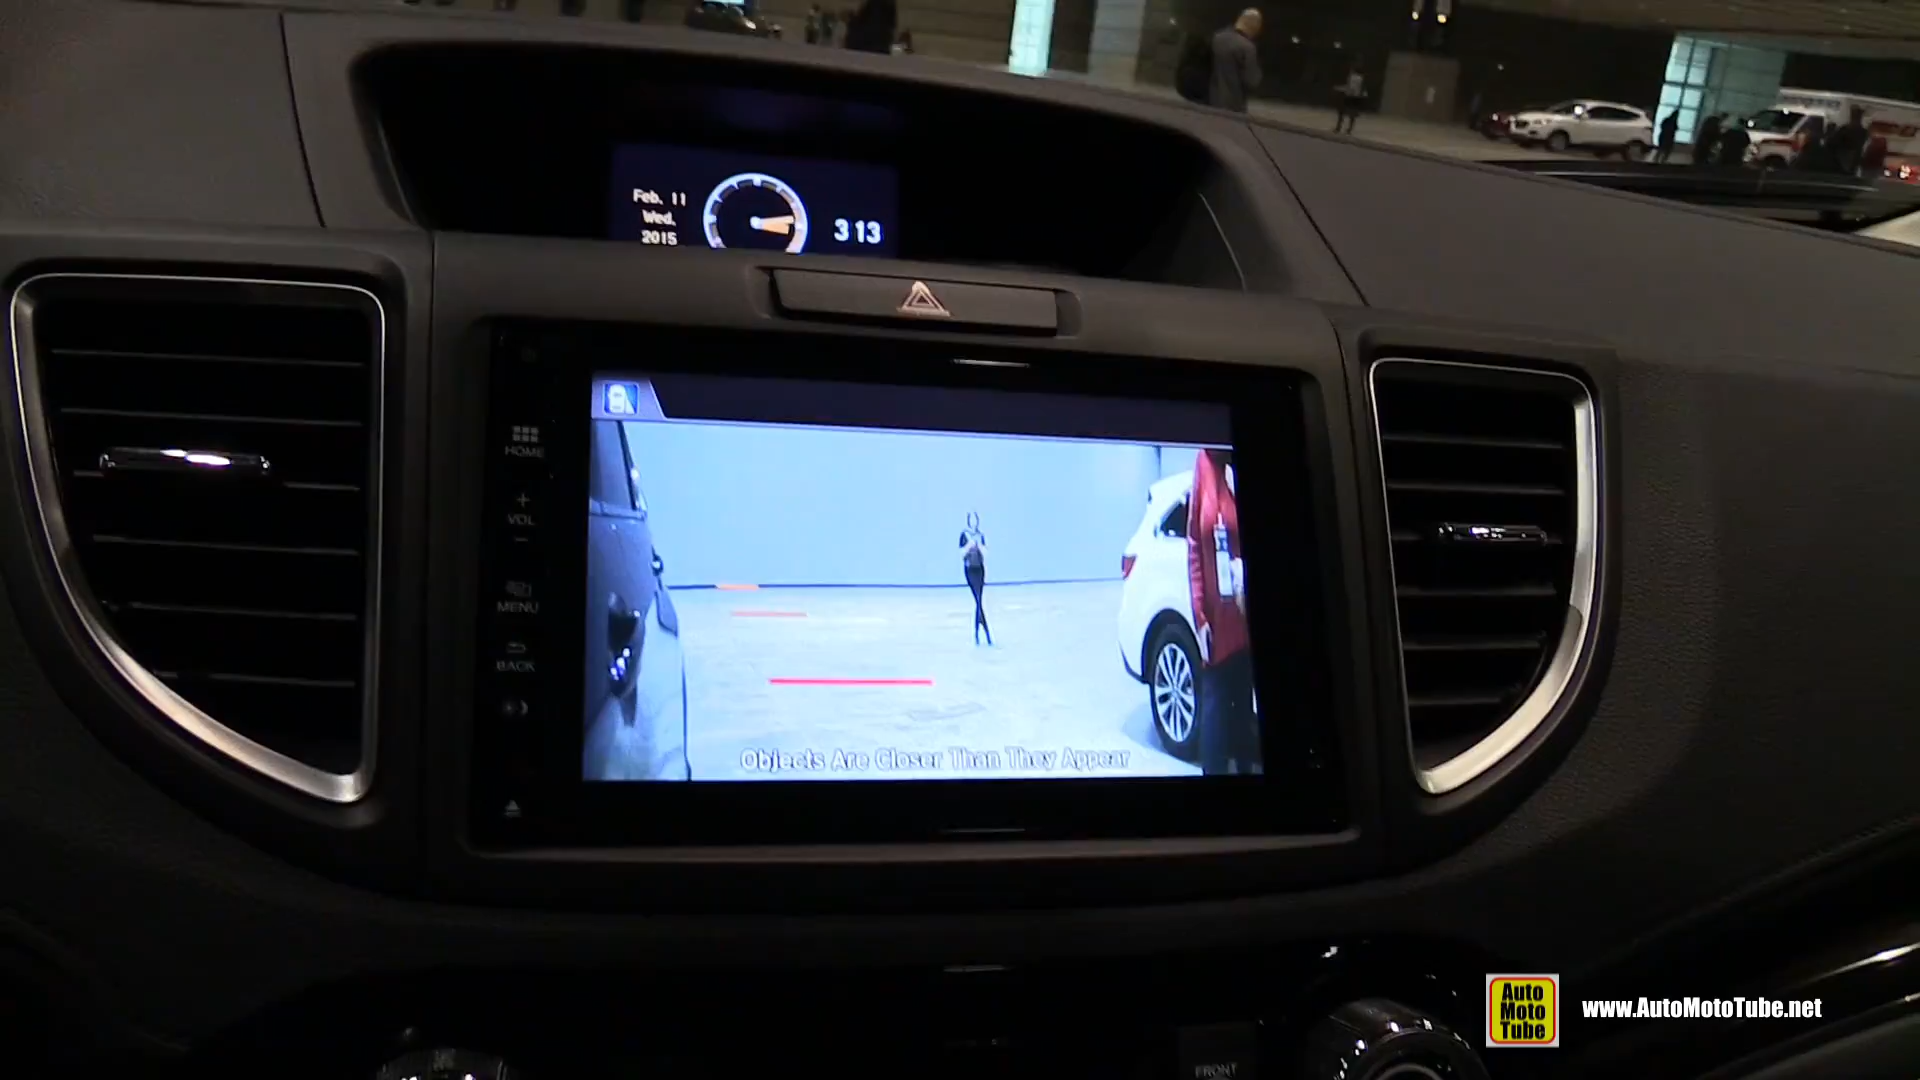 Feb. 11
Wed.
2015
3:13
HOME
+
VOL
-
MENU
BACK
Objects Are Closer Than They Appear
FRONT
Auto
Moto
Tube
www.AutoMotoTube.net